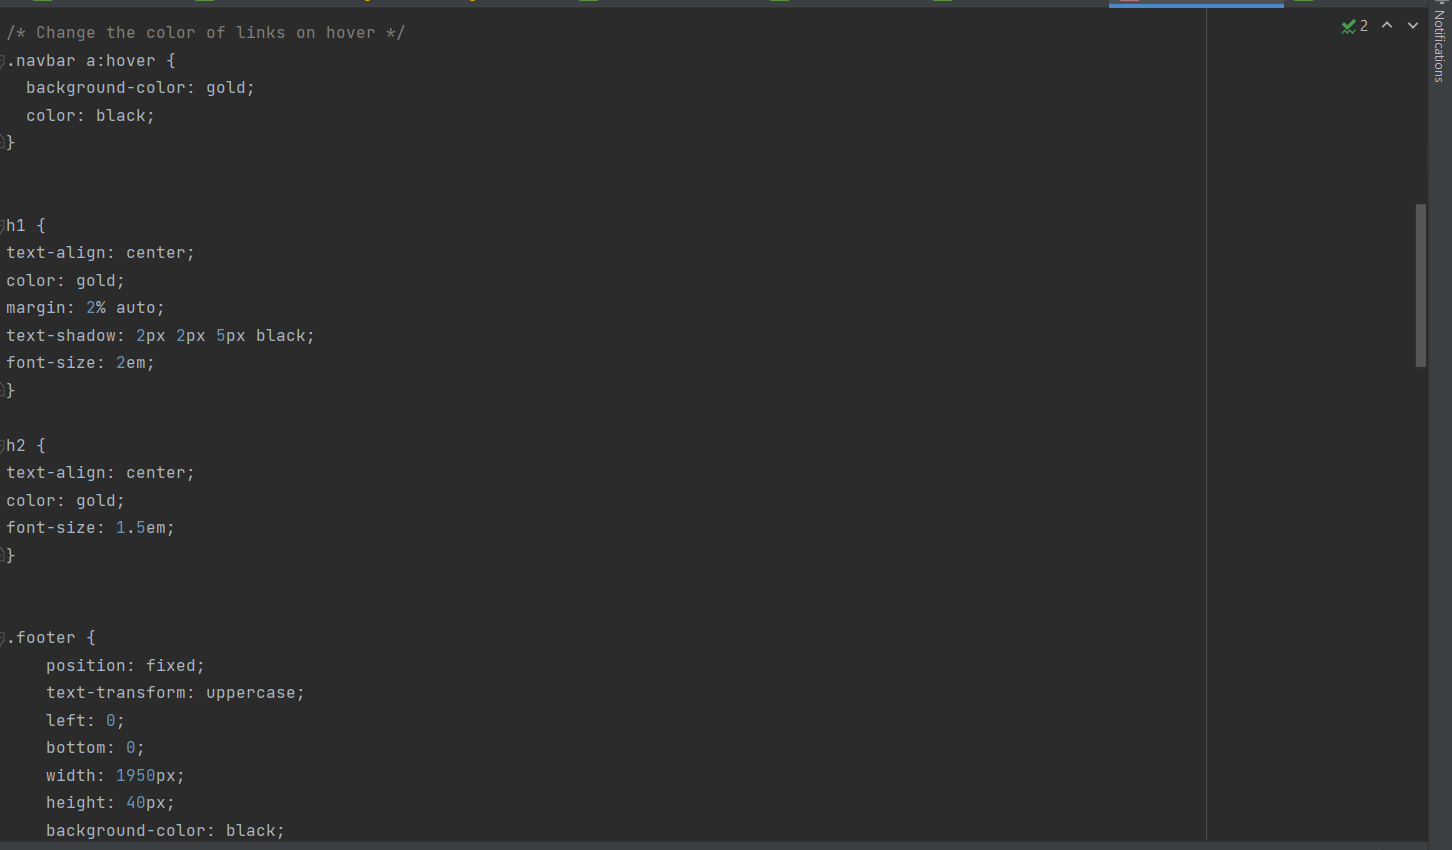 /* Change the color of links on hover */
2
Notifications
.navbar a:hover {
  background-color: gold;
  color: black;
}
h1 {
text-align: center;
color: gold;
margin: 2% auto;
text-shadow: 2px 2px 5px black;
font-size: 2em;
}
h2 {
text-align: center;
color: gold;
font-size: 1.5em;
}
.footer {
    position: fixed;
    text-transform: uppercase;
    left: 0;
    bottom: 0;
    width: 1950px;
    height: 40px;
    background-color: black;